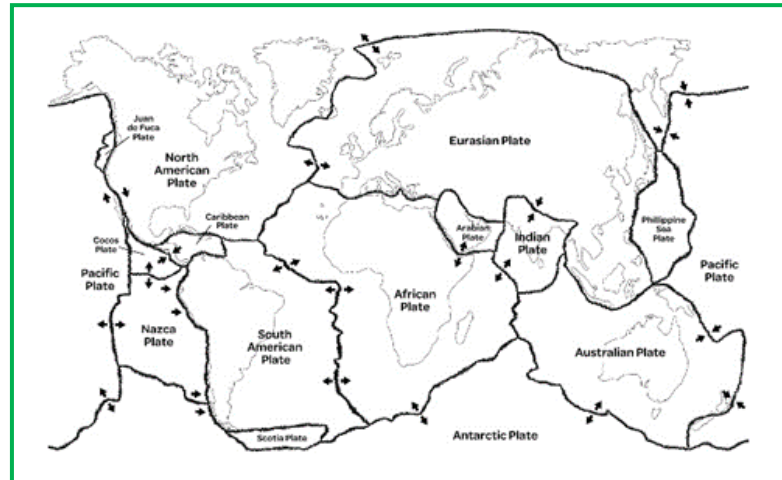 Juan
de Fuca
Plate
North
American
Plate
Eurasian Plate
Caribbean
Plate
Cocos
Plate
Pacific
Plate
Nazca
Plate
South
American
Plate
African
Plate
Arabian
Plate
Indian
Plate
Philippine
Sea
Plate
Pacific
Plate
Australian Plate
Scotia Plate
Antarctic Plate